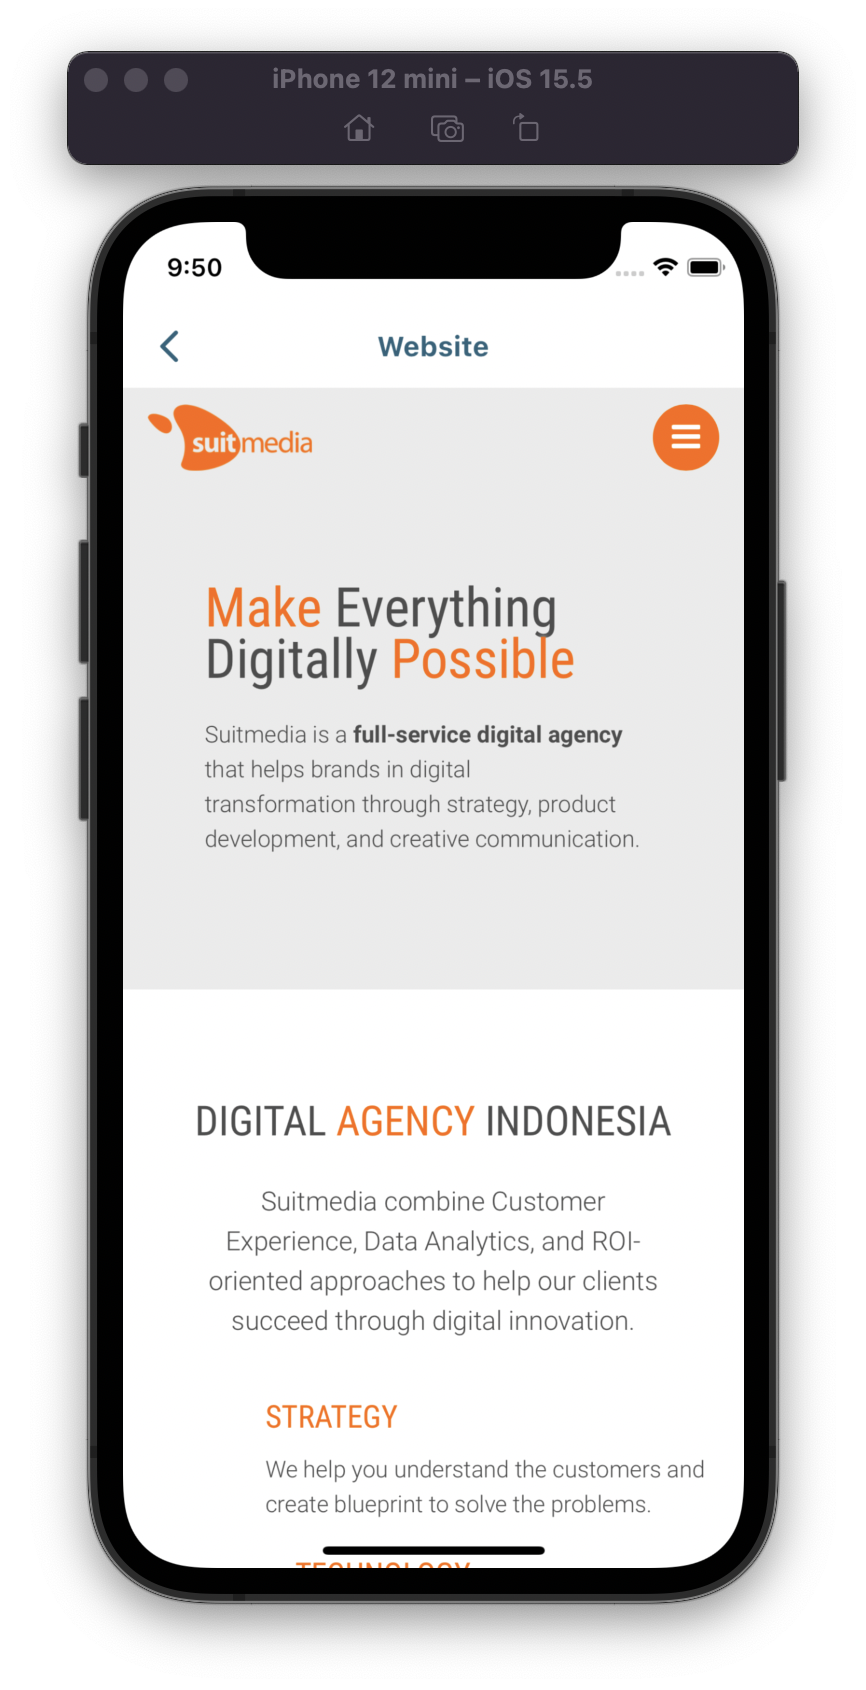 iPhone 12 mini – iOS 15.5
9:50
Website
suitmedia
Make Everything
Digitally Possible
Suitmedia is a full-service digital agency
that helps brands in digital
transformation through strategy, product
development, and creative communication.
DIGITAL AGENCY INDONESIA
Suitmedia combine Customer
Experience, Data Analytics, and ROI-
oriented approaches to help our clients
succeed through digital innovation.
STRATEGY
We help you understand the customers and
create blueprint to solve the problems.
TECHNOLOGY